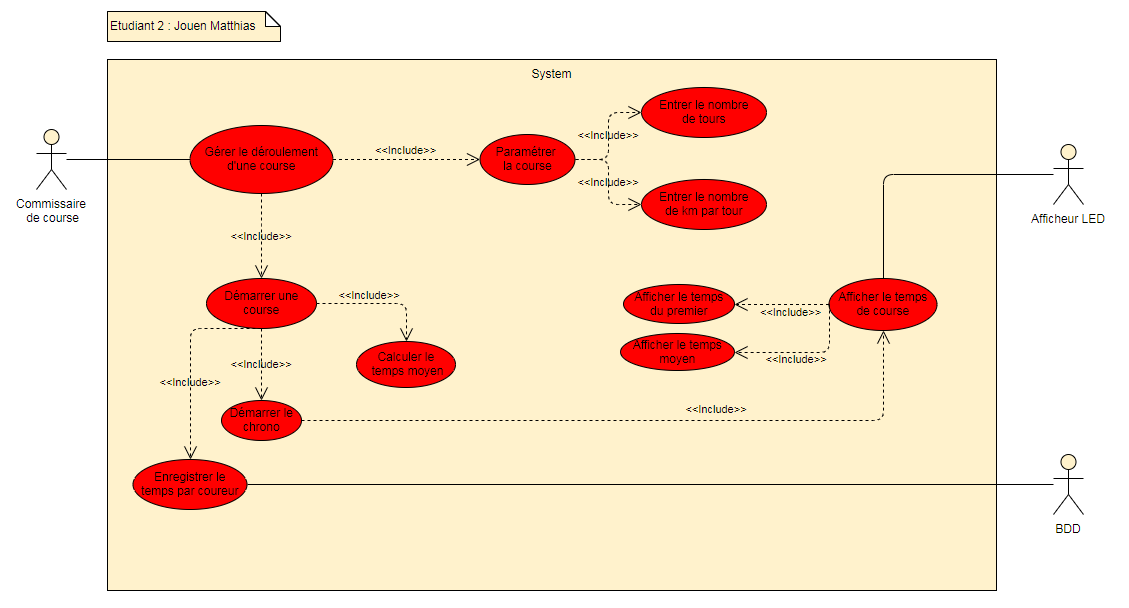 Etudiant 2 : Jouen Matthias
System
Commissaire
de course
Gérer le déroulement
d'une course
<<Include>>
Paramétrer
la course
<<Include>>
Entrer le nombre
de tours
<<Include>>
Entrer le nombre
de km par tour
Afficheur LED
<<Include>>
Démarrer une
course
<<Include>>
Calculer le
temps moyen
Afficher le temps
du premier
<<Include>>
Afficher le temps
de course
Afficher le temps
moyen
<<Include>>
<<Include>>
<<Include>>
Démarrer le
chrono
<<Include>>
Enregistrer le
temps par coureur
BDD